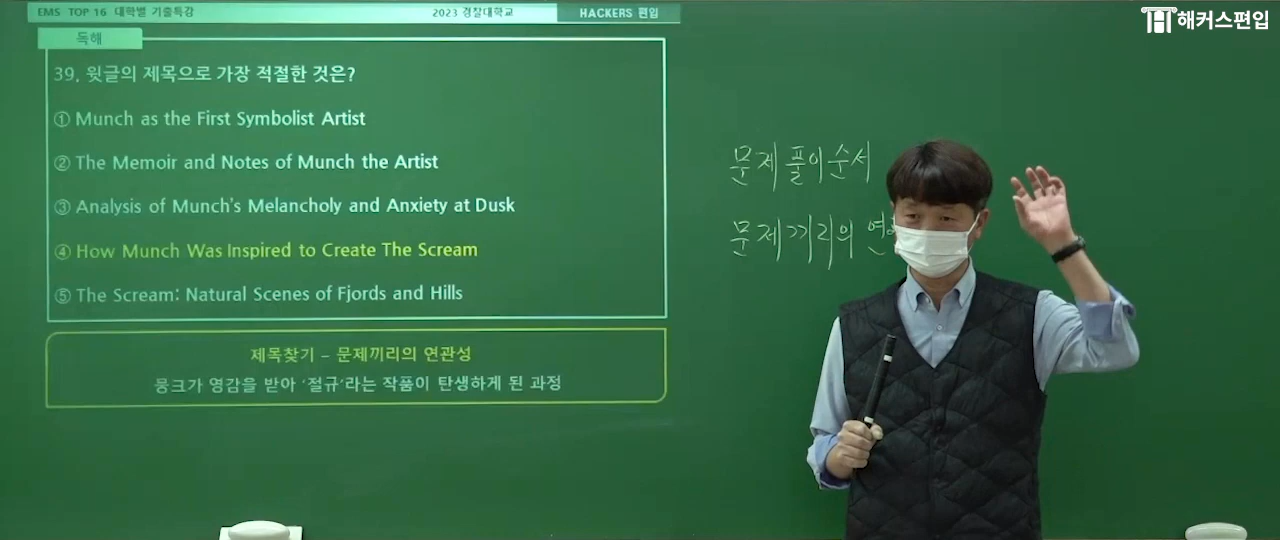 EMS TOP 16 대학별 기출특강
2023 경찰대학교
HACKERS 편입
해커스편입
독해
39. 윗글의 제목으로 가장 적절한 것은?
① Munch as the First Symbolist Artist
② The Memoir and Notes of Munch the Artist
③ Analysis of Munch's Melancholy and Anxiety at Dusk
④ How Munch Was Inspired to Create The Scream
⑤ The Scream: Natural Scenes of Fjords and Hills
제목찾기 – 문제끼리의 연관성
뭉크가 영감을 받아 '절규'라는 작품이 탄생하게 된 과정
문제 풀이 순서
문제끼리의 연